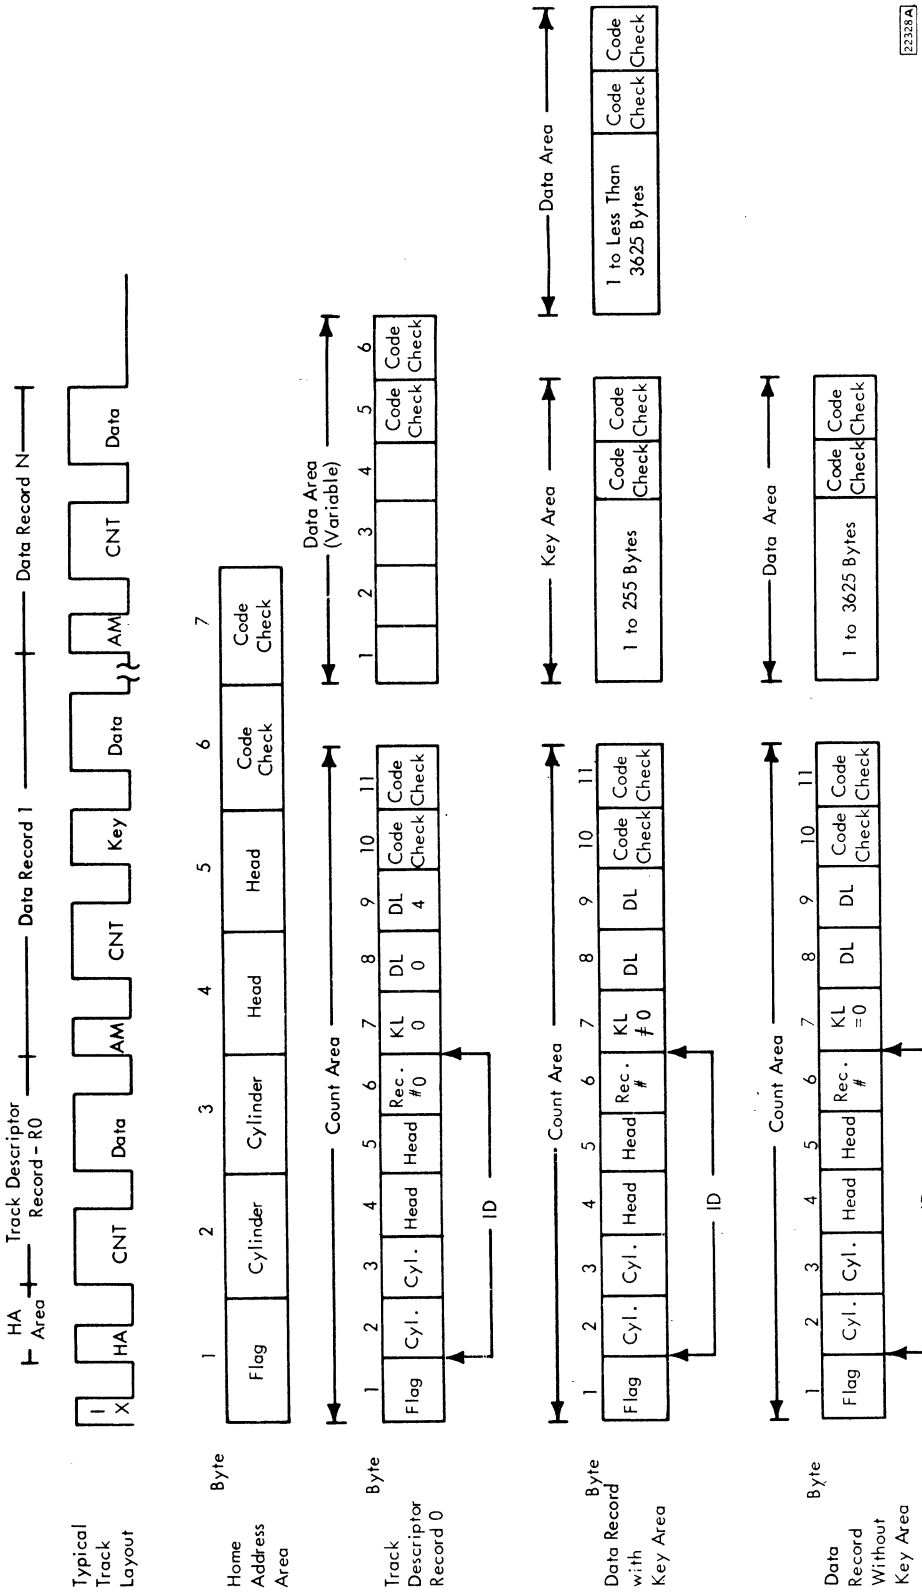 HA Area
Track Descriptor Record - R0
Data Record 1
Data Record N
Typical Track Layout
IX
HA
CNT
Data
AM
CNT
Key
Data
AM
CNT
Data
Home Address Area
Byte
1 2 3 4 5 6 7
Flag
Cylinder
Cylinder
Head
Head
Code Check
Code Check
Count Area
Data Area (Variable)
Track Descriptor Record 0
Byte
1 2 3 4 5 6 7 8 9 10 11
1 2 3 4 5 6
Flag
Cyl.
Cyl.
Head
Head
Rec. #0
KL 0
DL 0
DL 4
Code Check
Code Check
Code Check
Code Check
ID
Count Area
Key Area
Data Area
Data Record with Key Area
Byte
1 2 3 4 5 6 7 8 9 10 11
Flag
Cyl.
Cyl.
Head
Head
Rec. #
KL ≠ 0
DL
DL
Code Check
Code Check
1 to 255 Bytes
Code Check
Code Check
1 to Less Than 3625 Bytes
Code Check
Code Check
ID
Count Area
Data Area
Data Record Without Key Area
Byte
1 2 3 4 5 6 7 8 9 10 11
Flag
Cyl.
Cyl.
Head
Head
Rec. #
KL =0
DL
DL
Code Check
Code Check
1 to 3625 Bytes
Code Check
Code Check
22328A